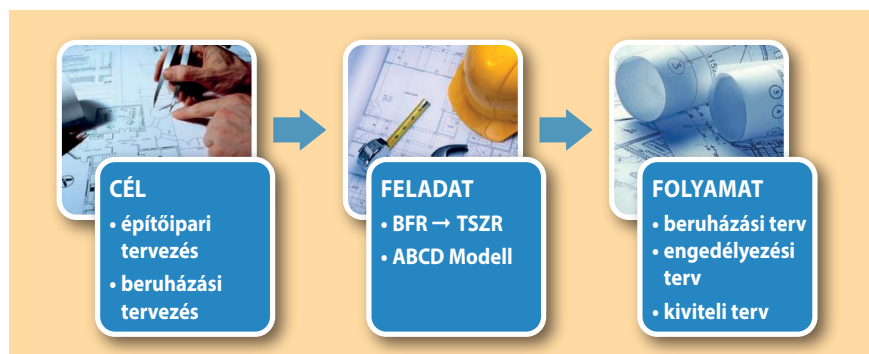 CÉL
• építőipari
tervezés
• beruházási
tervezés
FELADAT
• BFR → TSZR
• ABCD Modell
FOLYAMAT
• beruházási terv
• engedélyezési
terv
• kiviteli terv